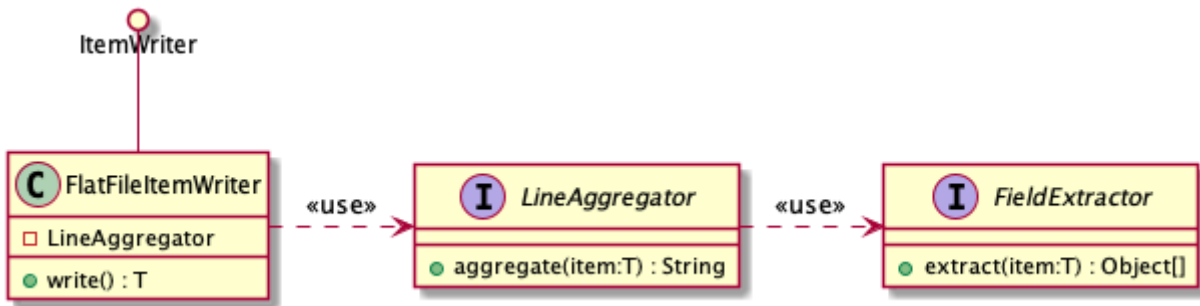 ItemWriter
C FlatFileItemWriter
LineAggregator
write() : T
«use»
I LineAggregator
aggregate(item:T) : String
«use»
I FieldExtractor
extract(item:T) : Object[]